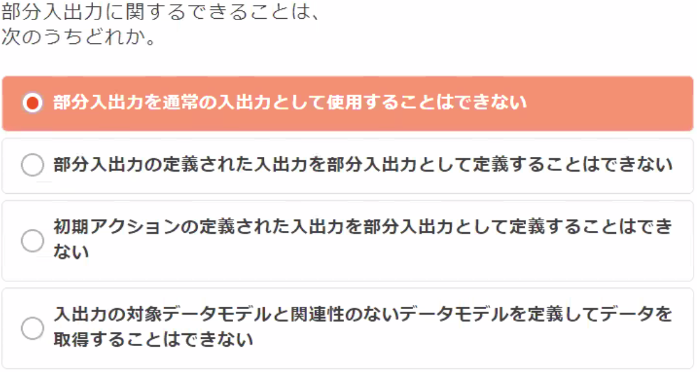 部分入出力に関するできることは、
次のうちどれか。
部分入出力を通常の入出力として使用することはできない
部分入出力の定義された入出力を部分入出力として定義することはできない
初期アクションの定義された入出力を部分入出力として定義することはでき
ない
入出力の対象データモデルと関連性のないデータモデルを定義してデータを
取得することはできない